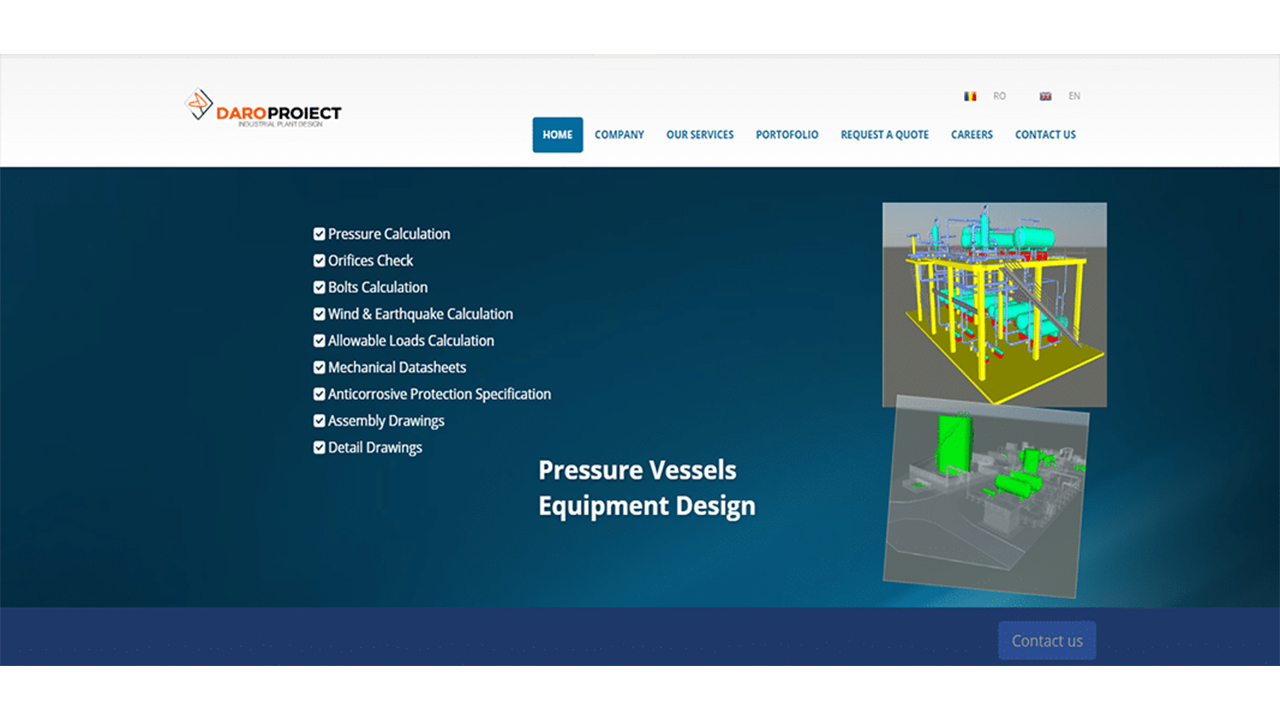 DAROPROIECT
INDUSTRIAL PLANT DESIGN
RO
EN
HOME
COMPANY
OUR SERVICES
PORTOFOLIO
REQUEST A QUOTE
CAREERS
CONTACT US
Pressure Calculation
Orifices Check
Bolts Calculation
Wind & Earthquake Calculation
Allowable Loads Calculation
Mechanical Datasheets
Anticorrosive Protection Specification
Assembly Drawings
Detail Drawings
Pressure Vessels
Equipment Design
Contact us